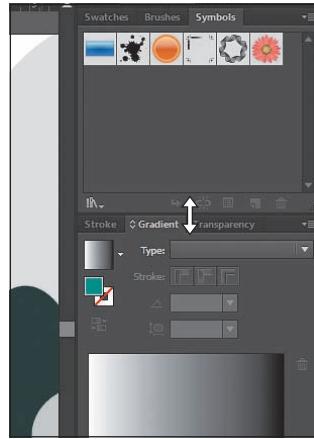 Swatches Brushes Symbols
Stroke Gradient Transparency
Type:
Stroke: